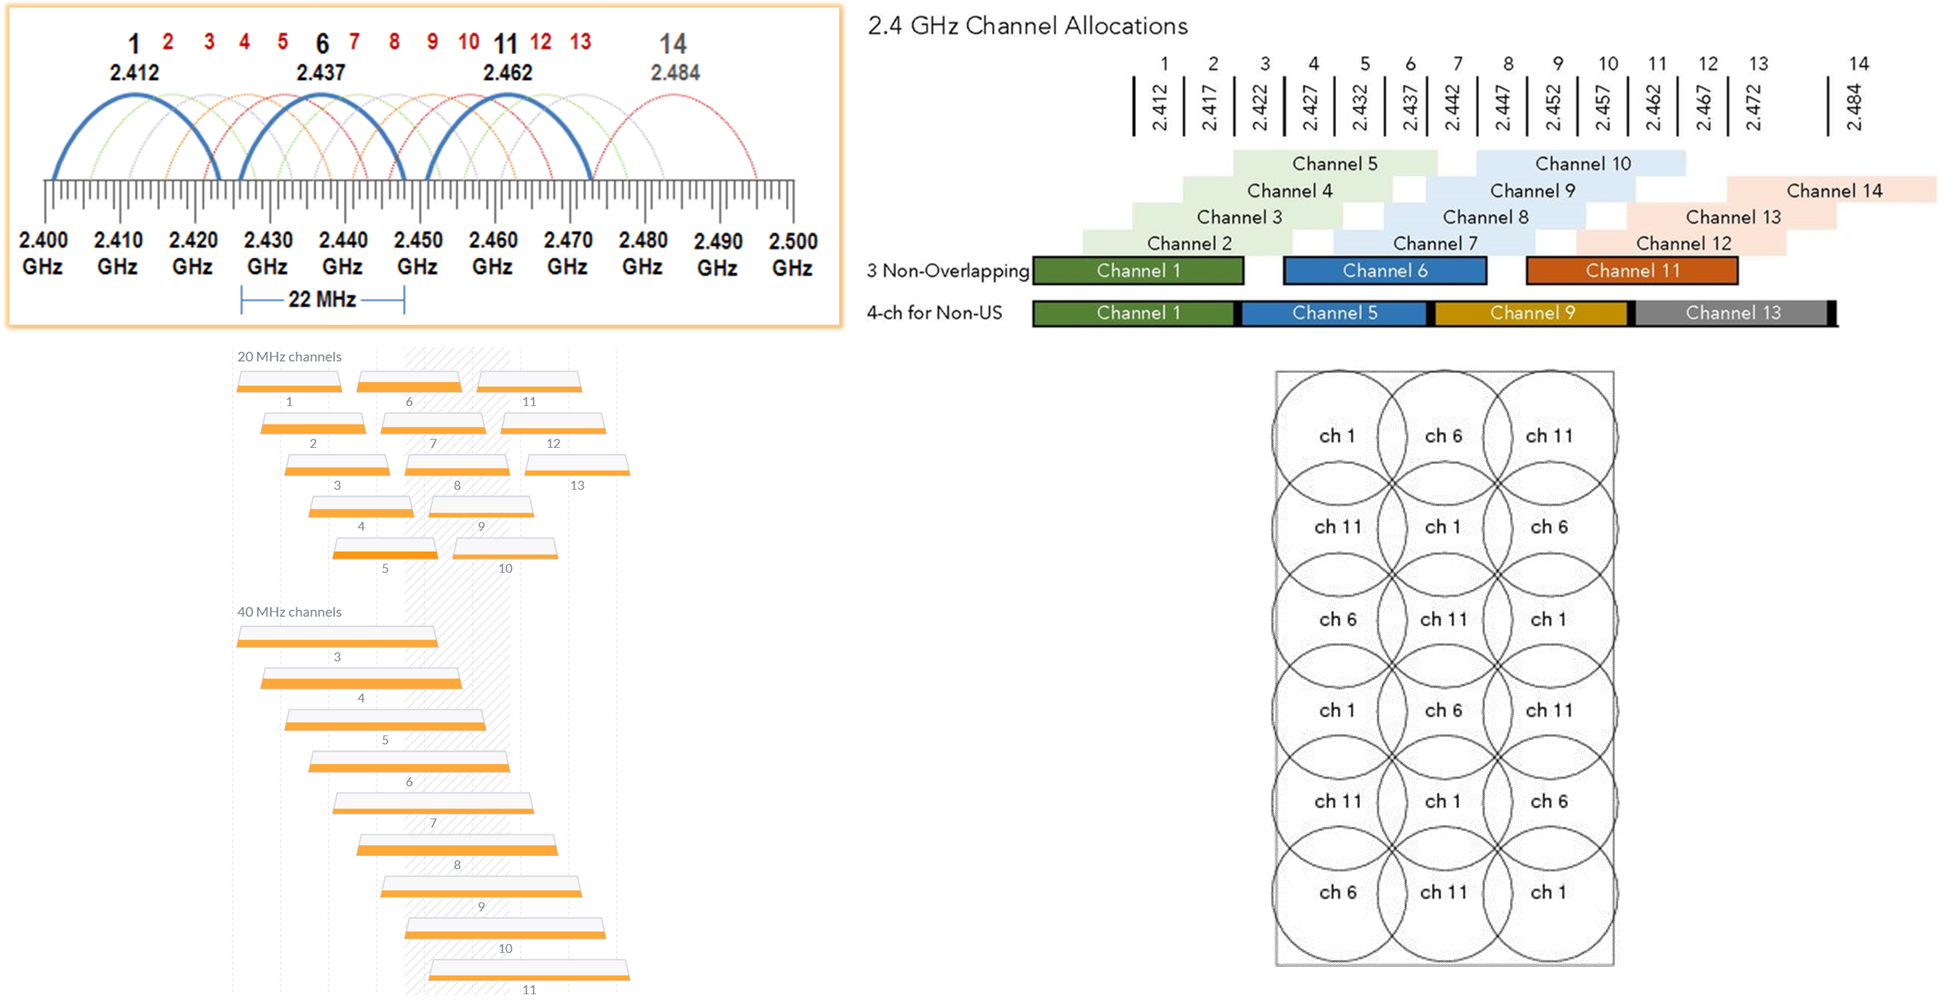 1 2 3 4 5 6 7 8 9 10 11 12 13 14
2.412 2.437 2.462 2.484
2.400 2.410 2.420 2.430 2.440 2.450 2.460 2.470 2.480 2.490 2.500
GHz GHz GHz GHz GHz GHz GHz GHz GHz GHz GHz
22 MHz
2.4 GHz Channel Allocations
1 2 3 4 5 6 7 8 9 10 11 12 13 14
2.412 2.417 2.422 2.427 2.432 2.437 2.442 2.447 2.452 2.457 2.462 2.467 2.472 2.484
Channel 5 Channel 10
Channel 4 Channel 9 Channel 14
Channel 3 Channel 8 Channel 13
Channel 2 Channel 7 Channel 12
3 Non-Overlapping Channel 1 Channel 6 Channel 11
4-ch for Non-US Channel 1 Channel 5 Channel 9 Channel 13
20 MHz channels
1 6 11
2 7 12
3 8 13
4 9
5 10
40 MHz channels
3
4
5
6
7
8
9
10
11
ch 1 ch 6 ch 11
ch 11 ch 1 ch 6
ch 6 ch 11 ch 1
ch 1 ch 6 ch 11
ch 11 ch 1 ch 6
ch 6 ch 11 ch 1